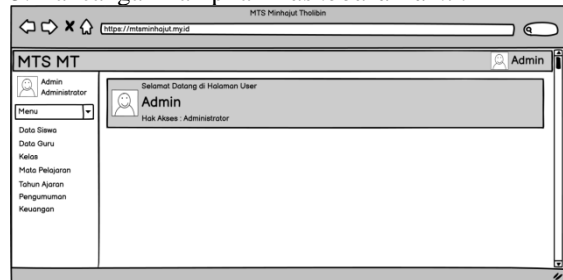 MTS Minhajut Tholibin
https://mtsminhajut.my.id
MTS MT
Admin
Admin
Administrator
Menu
Data Siswa
Data Guru
Kelas
Mata Pelajaran
Tahun Ajaran
Pengumuman
Keuangan
Selamat Datang di Halaman User
Admin
Hak Akses : Administrator